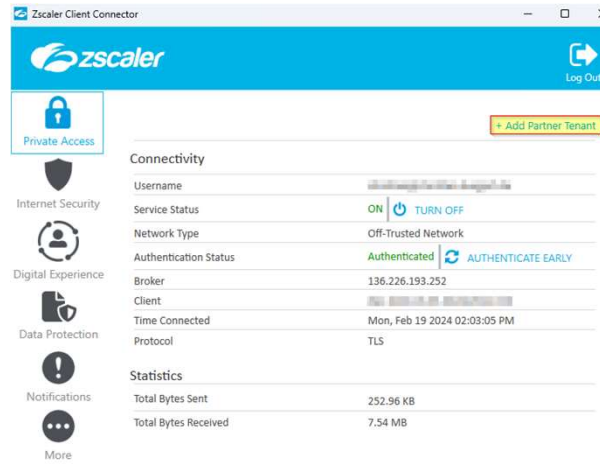 Zscaler Client Connector
zscaler
Log Out
+ Add Partner Tenant
Private Access
Internet Security
Digital Experience
Data Protection
Notifications
More
Connectivity
Username
Service Status ON TURN OFF
Network Type Off-Trusted Network
Authentication Status Authenticated AUTHENTICATE EARLY
Broker 136.226.193.252
Client
Time Connected Mon, Feb 19 2024 02:03:05 PM
Protocol TLS
Statistics
Total Bytes Sent 252.96 KB
Total Bytes Received 7.54 MB